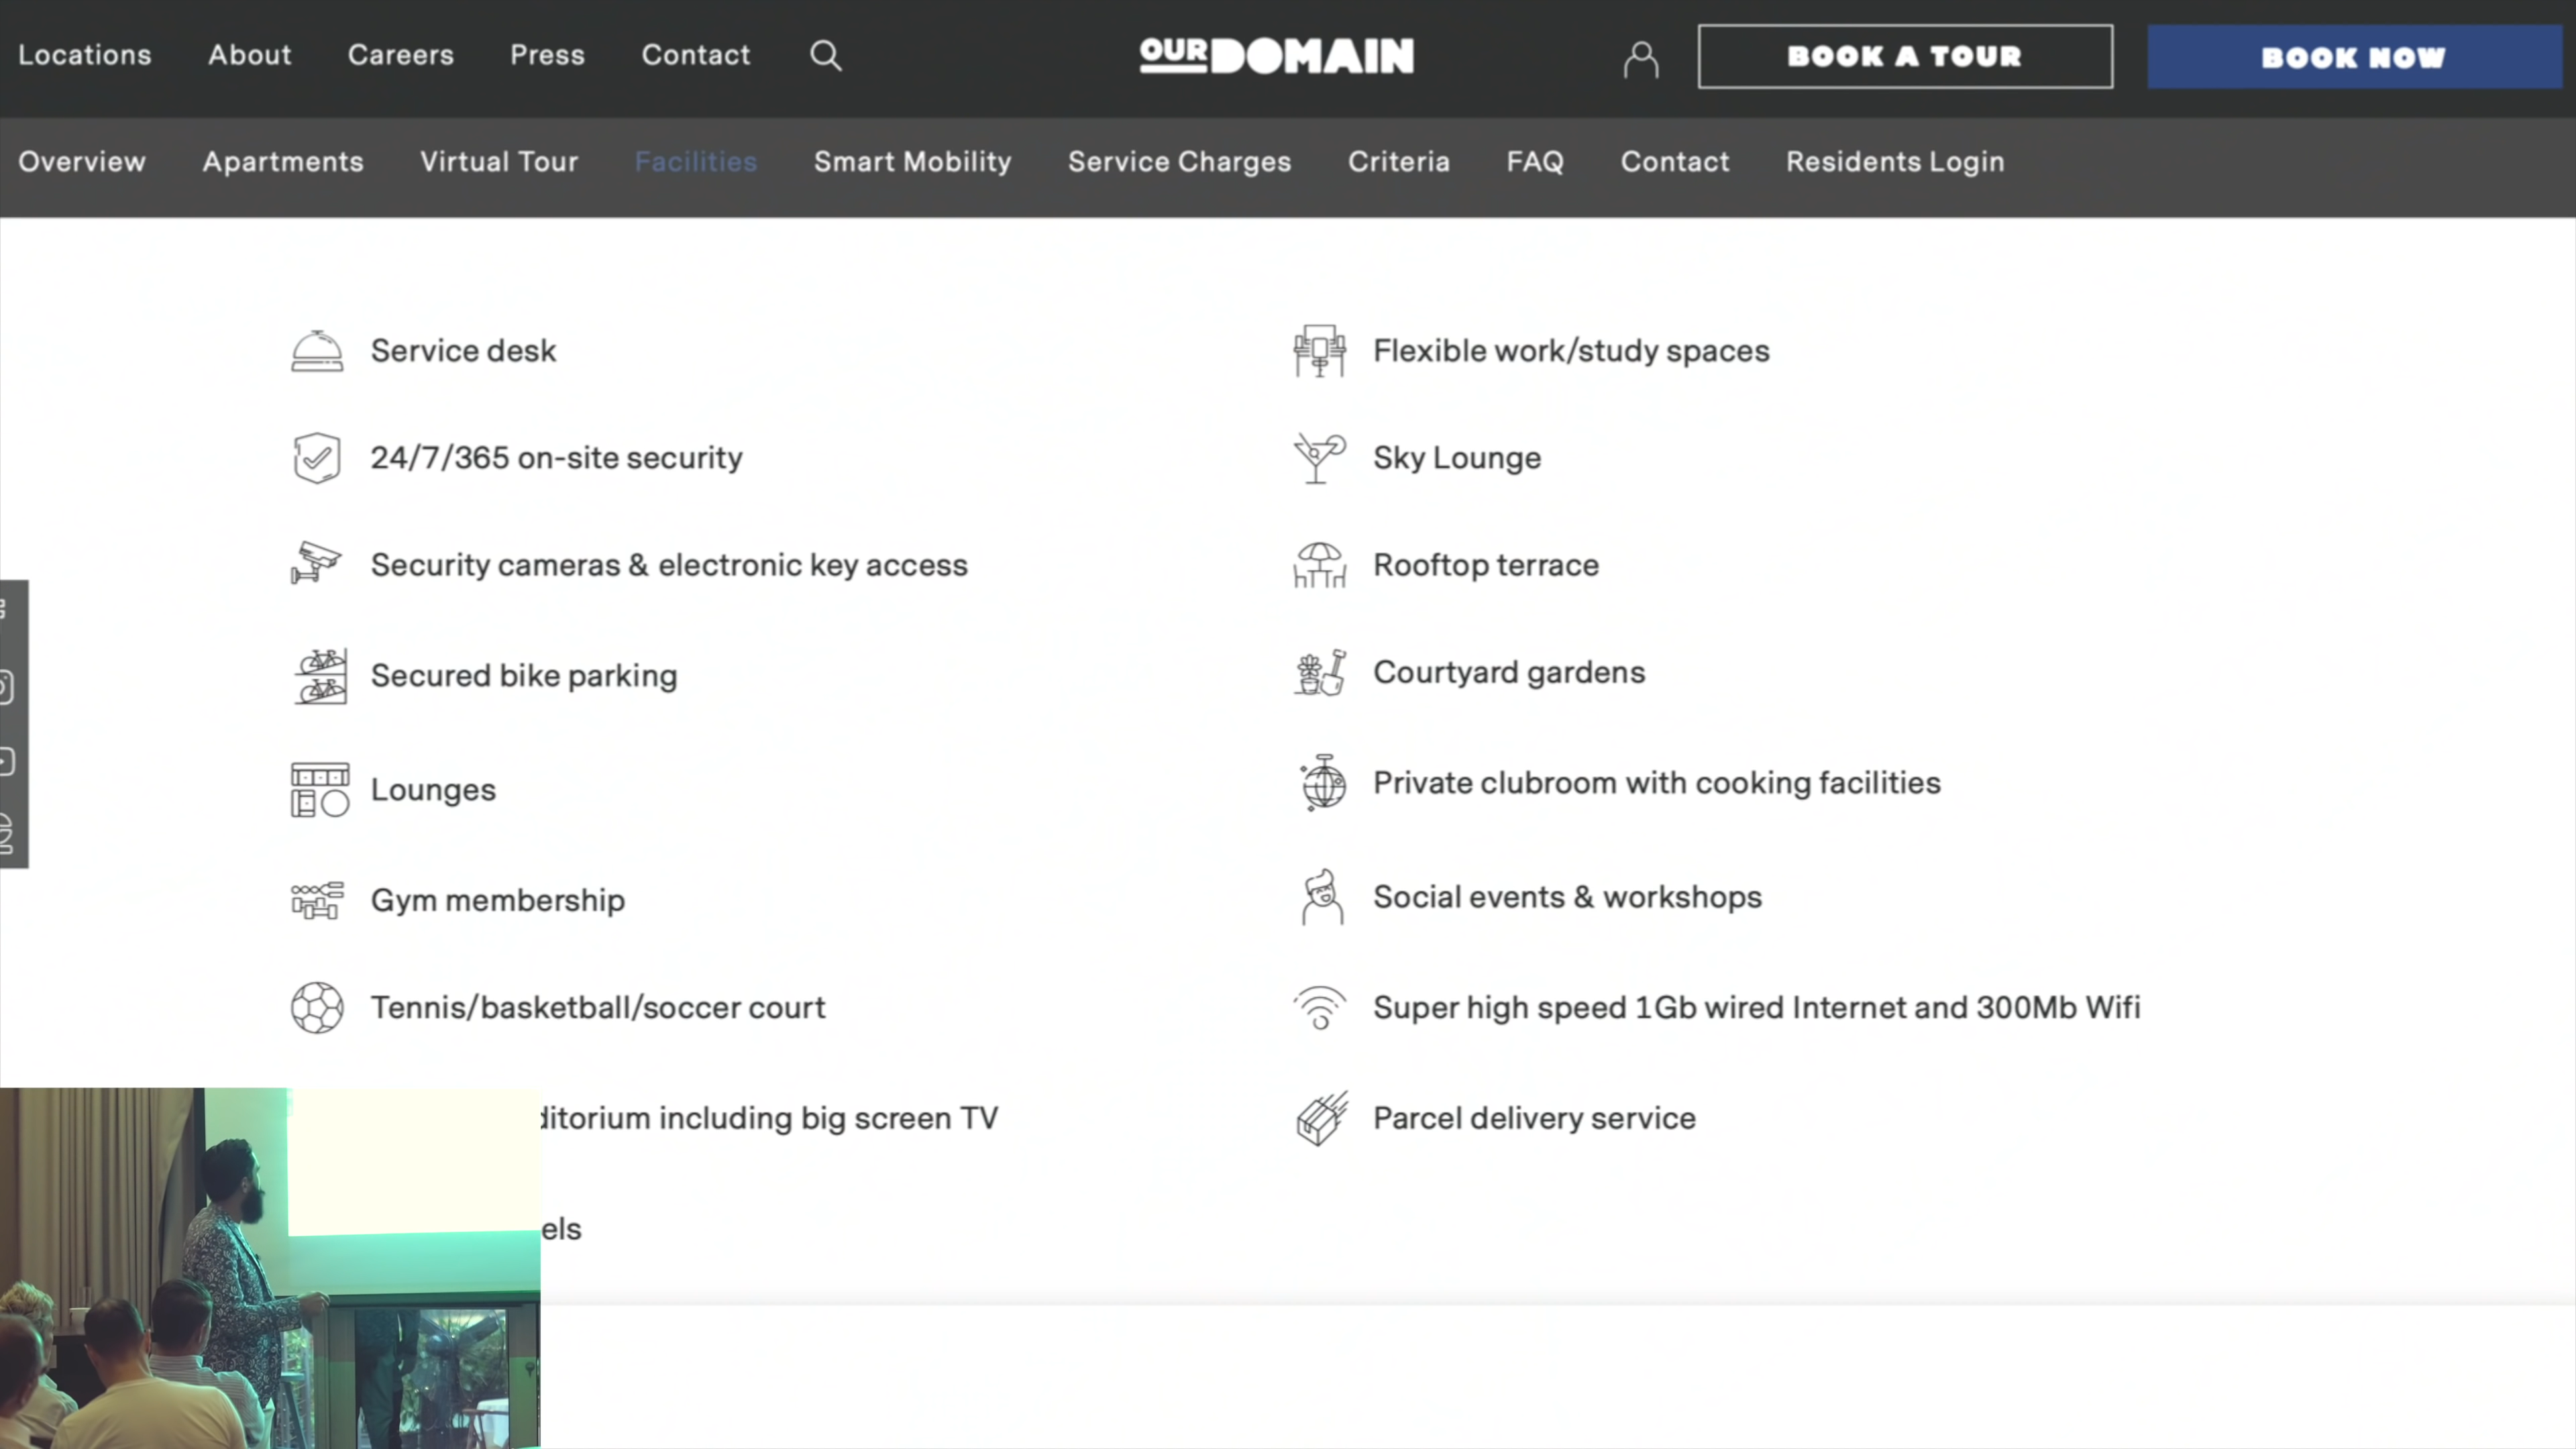 Locations About Careers Press Contact OURDOMAIN BOOK A TOUR BOOK NOW
Overview Apartments Virtual Tour Facilities Smart Mobility Service Charges Criteria FAQ Contact Residents Login
Service desk
24/7/365 on-site security
Security cameras & electronic key access
Secured bike parking
Lounges
Gym membership
Tennis/basketball/soccer court
including big screen TV
Flexible work/study spaces
Sky Lounge
Rooftop terrace
Courtyard gardens
Private clubroom with cooking facilities
Social events & workshops
Super high speed 1Gb wired Internet and 300Mb Wifi
Parcel delivery service